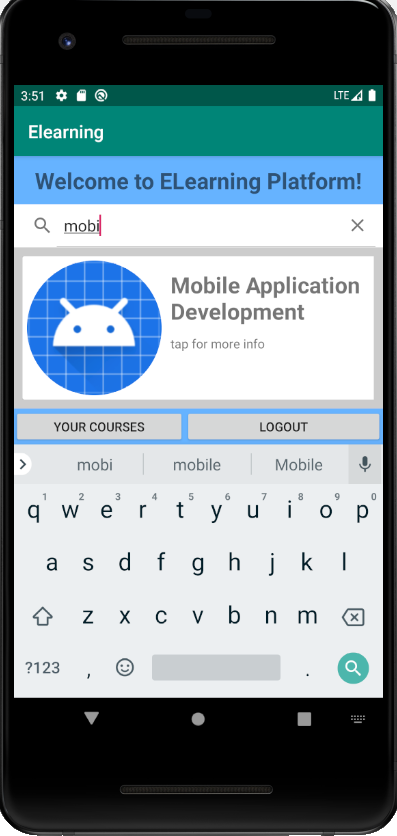 3:51 LTE
Elearning
Welcome to ELearning Platform!
mobi
Mobile Application
Development
tap for more info
YOUR COURSES LOGOUT
mobi mobile Mobile
1 2 3 4 5 6 7 8 9 0
q w e r t y u i o p
a s d f g h j k l
z x c v b n m
?123 , .